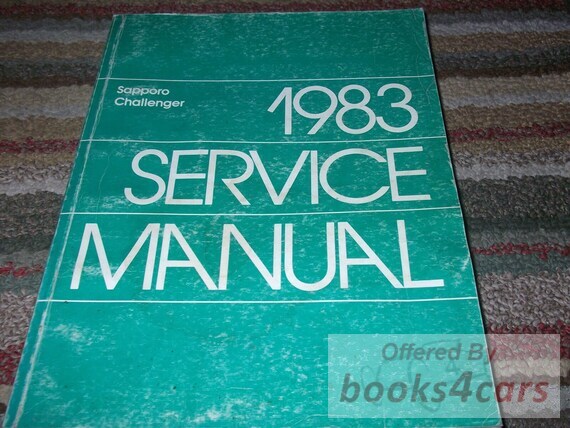 Sapporo
Challenger
1983
SERVICE
MANUAL
Offered By
books4cars